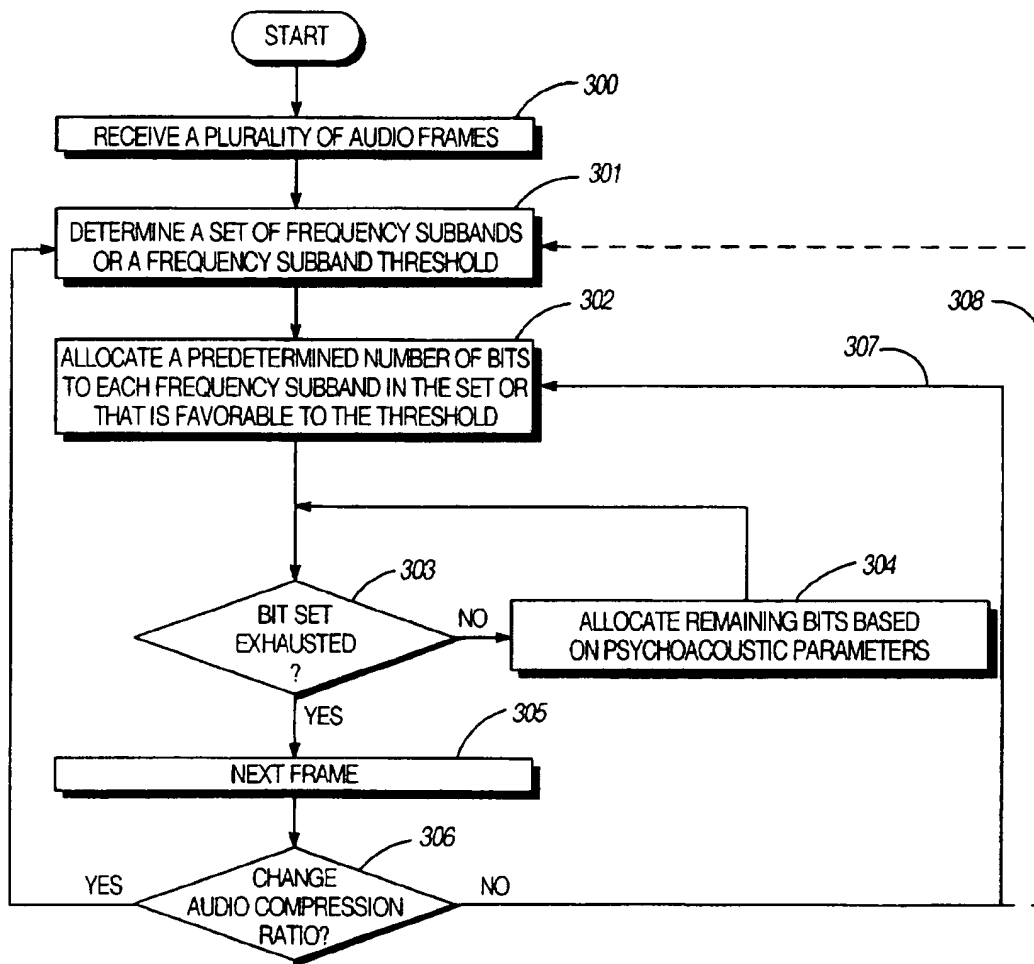 START
300
RECEIVE A PLURALITY OF AUDIO FRAMES
301
DETERMINE A SET OF FREQUENCY SUBBANDS
OR A FREQUENCY SUBBAND THRESHOLD
302
308
ALLOCATE A PREDETERMINED NUMBER OF BITS
TO EACH FREQUENCY SUBBAND IN THE SET OR
THAT IS FAVORABLE TO THE THRESHOLD
307
303
BIT SET
EXHAUSTED
?
NO
304
ALLOCATE REMAINING BITS BASED
ON PSYCHOACOUSTIC PARAMETERS
YES
305
NEXT FRAME
306
YES
CHANGE
AUDIO COMPRESSION
RATIO?
NO